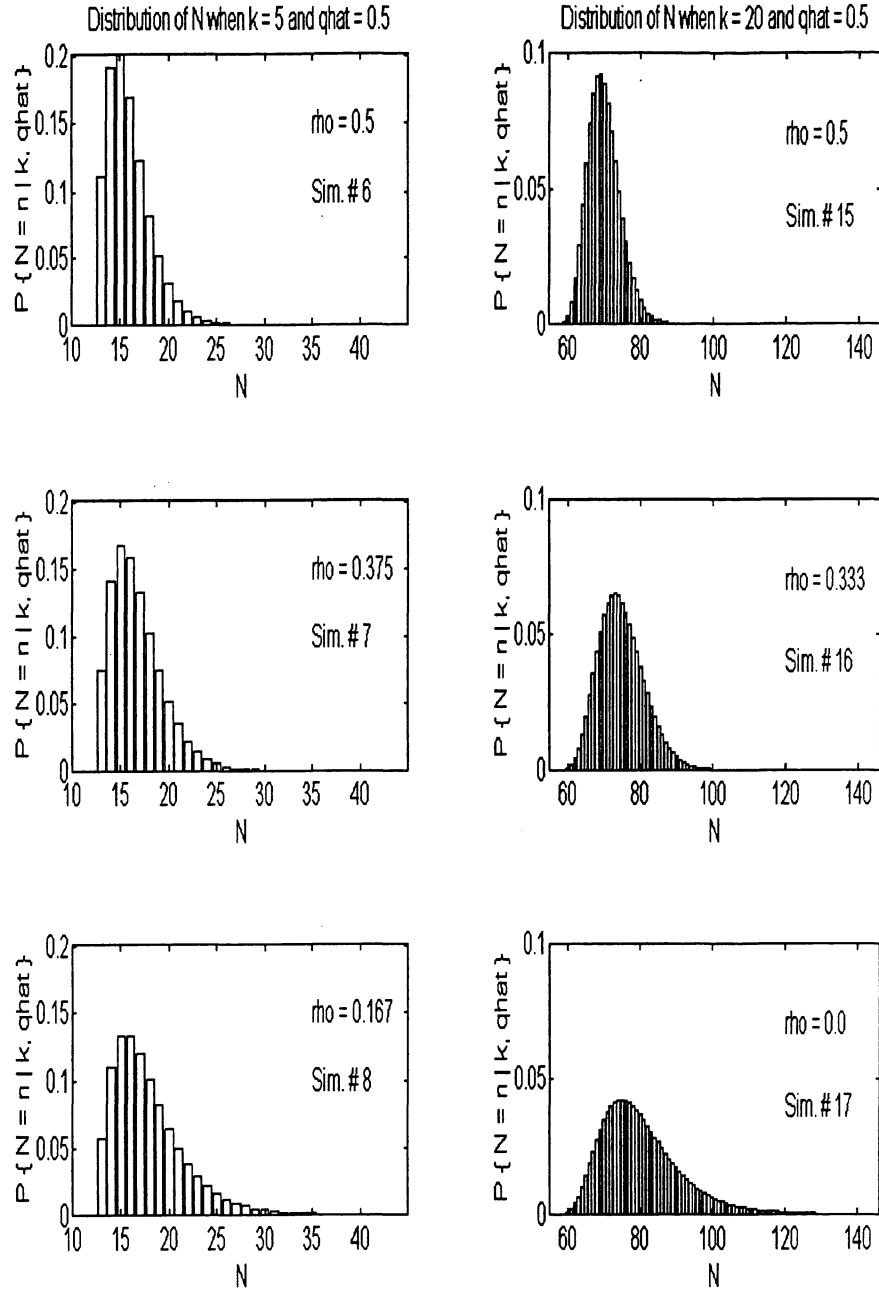 Distribution of N when k = 5 and qhat = 0.5
P {N = n | k, qhat}
0.2
0.15
0.1
0.05
0
rho = 0.5
Sim. # 6
10 15 20 25 30 35 40
N
Distribution of N when k = 20 and qhat = 0.5
P {N = n | k, qhat}
0.1
0.05
0
rho = 0.5
Sim. # 15
60 80 100 120 140
N
P {N = n | k, qhat}
0.2
0.15
0.1
0.05
0
rho = 0.375
Sim. # 7
10 15 20 25 30 35 40
N
P {N = n | k, qhat}
0.1
0.05
0
rho = 0.333
Sim. # 16
60 80 100 120 140
N
P {N = n | k, qhat}
0.2
0.15
0.1
0.05
0
rho = 0.167
Sim. # 8
10 15 20 25 30 35 40
N
P {N = n | k, qhat}
0.1
0.05
0
rho = 0.0
Sim. # 17
60 80 100 120 140
N